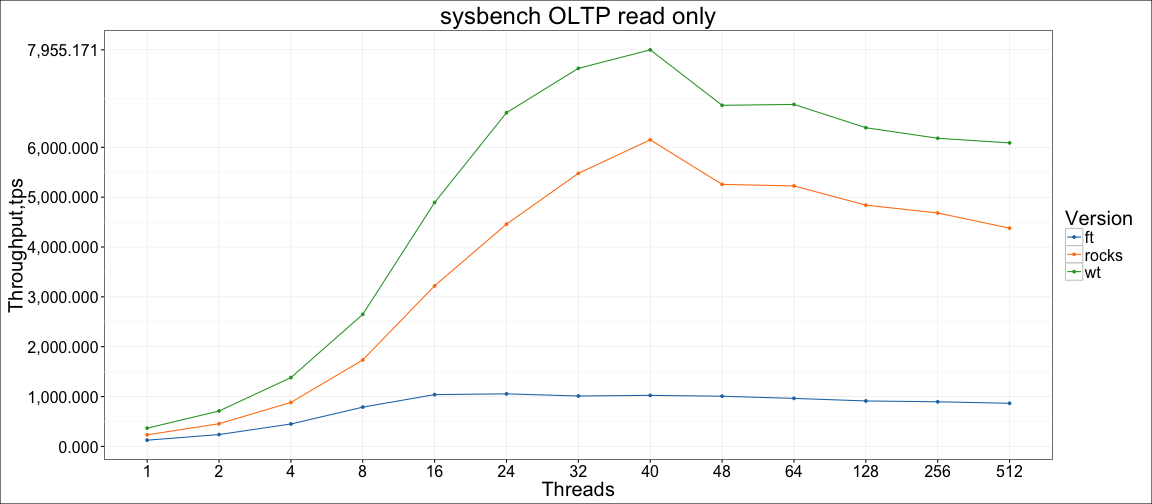 sysbench OLTP read only
7,955.171
6,000.000
5,000.000
4,000.000
3,000.000
2,000.000
1,000.000
0.000
Throughput,tps
1 2 4 8 16 24 32 40 48 64 128 256 512
Threads
Version
ft
rocks
wt